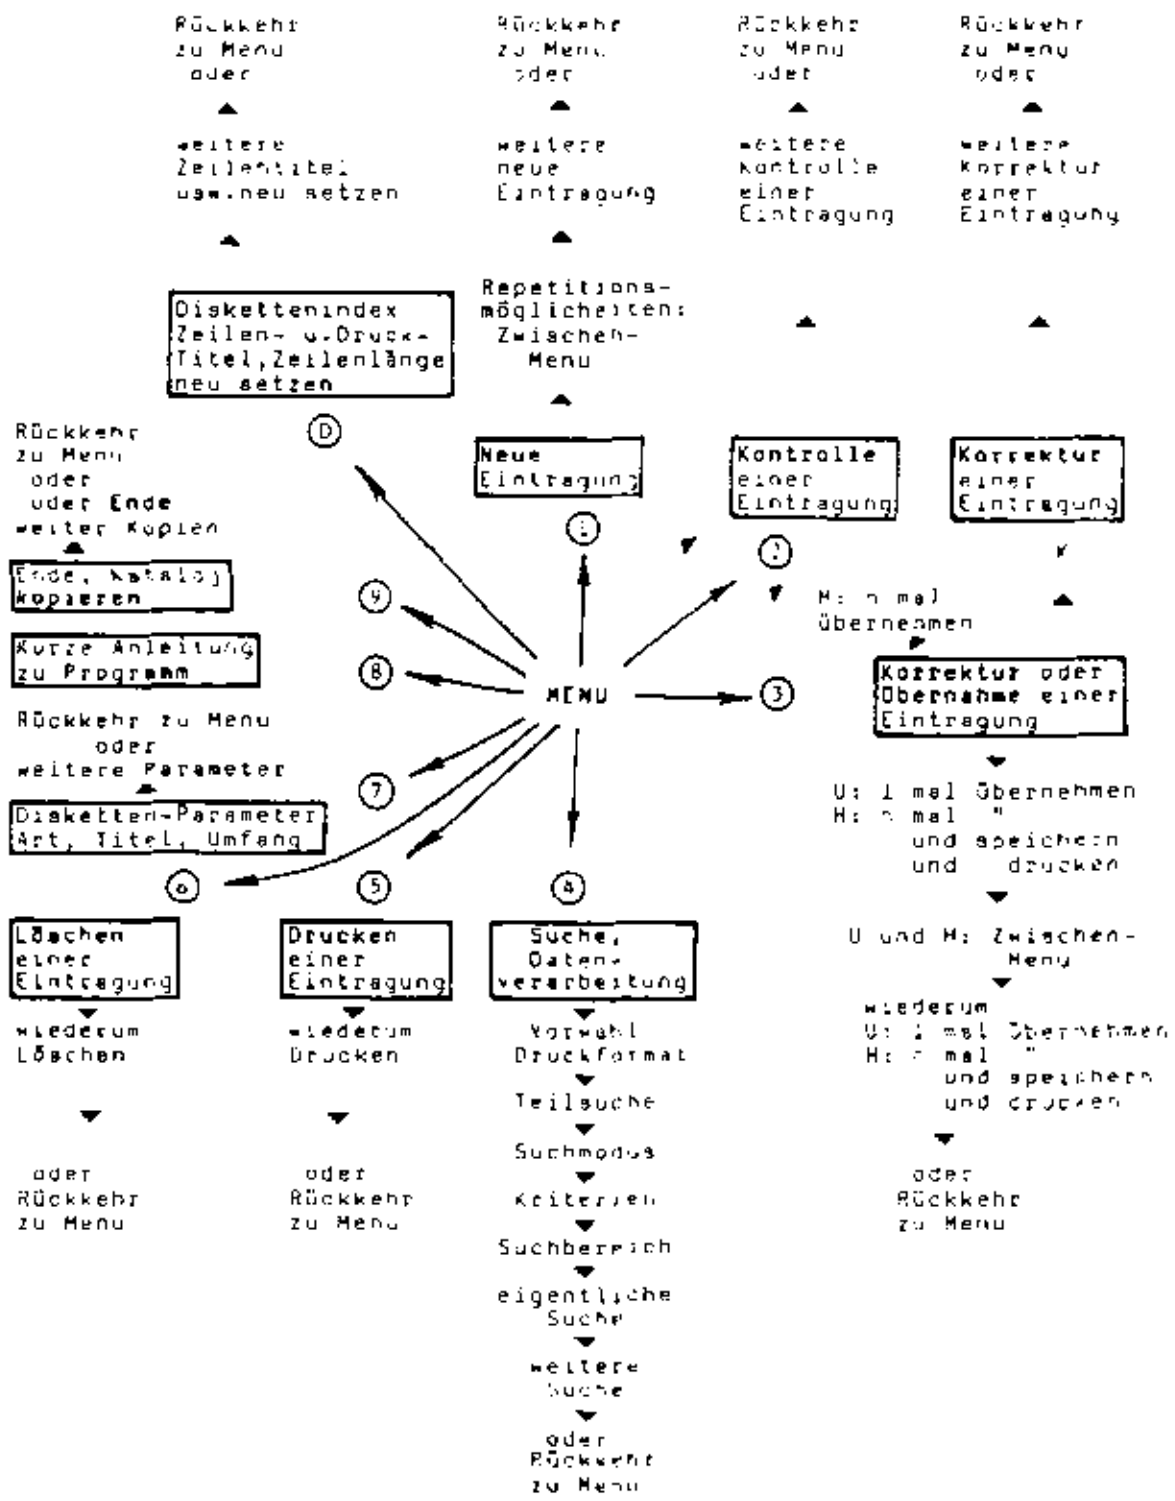 Rückkehr
zu Menu
oder
weitere
Zeilentitel
usw.neu setzen
Diskettenindex
Zeilen- u.Druck-
Titel,Zeilenlänge
neu setzen
D
Rückkehr
zu Menu
oder
weitere
neue
Eintragung
Repetitions-
möglicheiten:
Zwischen-
Menu
Neue
Eintragung
1
Rückkehr
zu Menu
oder
weitere
Kontrolle
einer
Eintragung
Kontrolle
einer
Eintragung
2
Rückkehr
zu Menu
oder
weitere
Korrektur
einer
Eintragung
Korrektur
einer
Eintragung
K
M: n mal
übernehmen
Korrektur oder
Übernahme einer
Eintragung
3
MENU
U: 1 mal übernehmen
H: n mal "
und speichern
und drucken
U und H: Zwischen-
Menu
wiederum
U: 1 mal übernehmen
H: n mal "
und speichern
und drucken
oder
Rückkehr
zu Menu
Rückkehr
zu Menu
oder
oder Ende
weiter Kopien
Ende, Katalog
kopieren
9
Kurze Anleitung
zu Programm
8
Rückkehr zu Menu
oder
weitere Parameter
Disketten-Parameter
Art, Titel, Umfang
7
6
Löschen
einer
Eintragung
wiederum
Löschen
oder
Rückkehr
zu Menu
5
Drucken
einer
Eintragung
wiederum
Drucken
oder
Rückkehr
zu Menu
4
Suche,
Daten-
verarbeitung
Vorwahl
Druckformat
Teilsuche
Suchmodus
Kriterien
Suchbereich
eigentliche
Suche
weitere
Suche
oder
Rückkehr
zu Menu